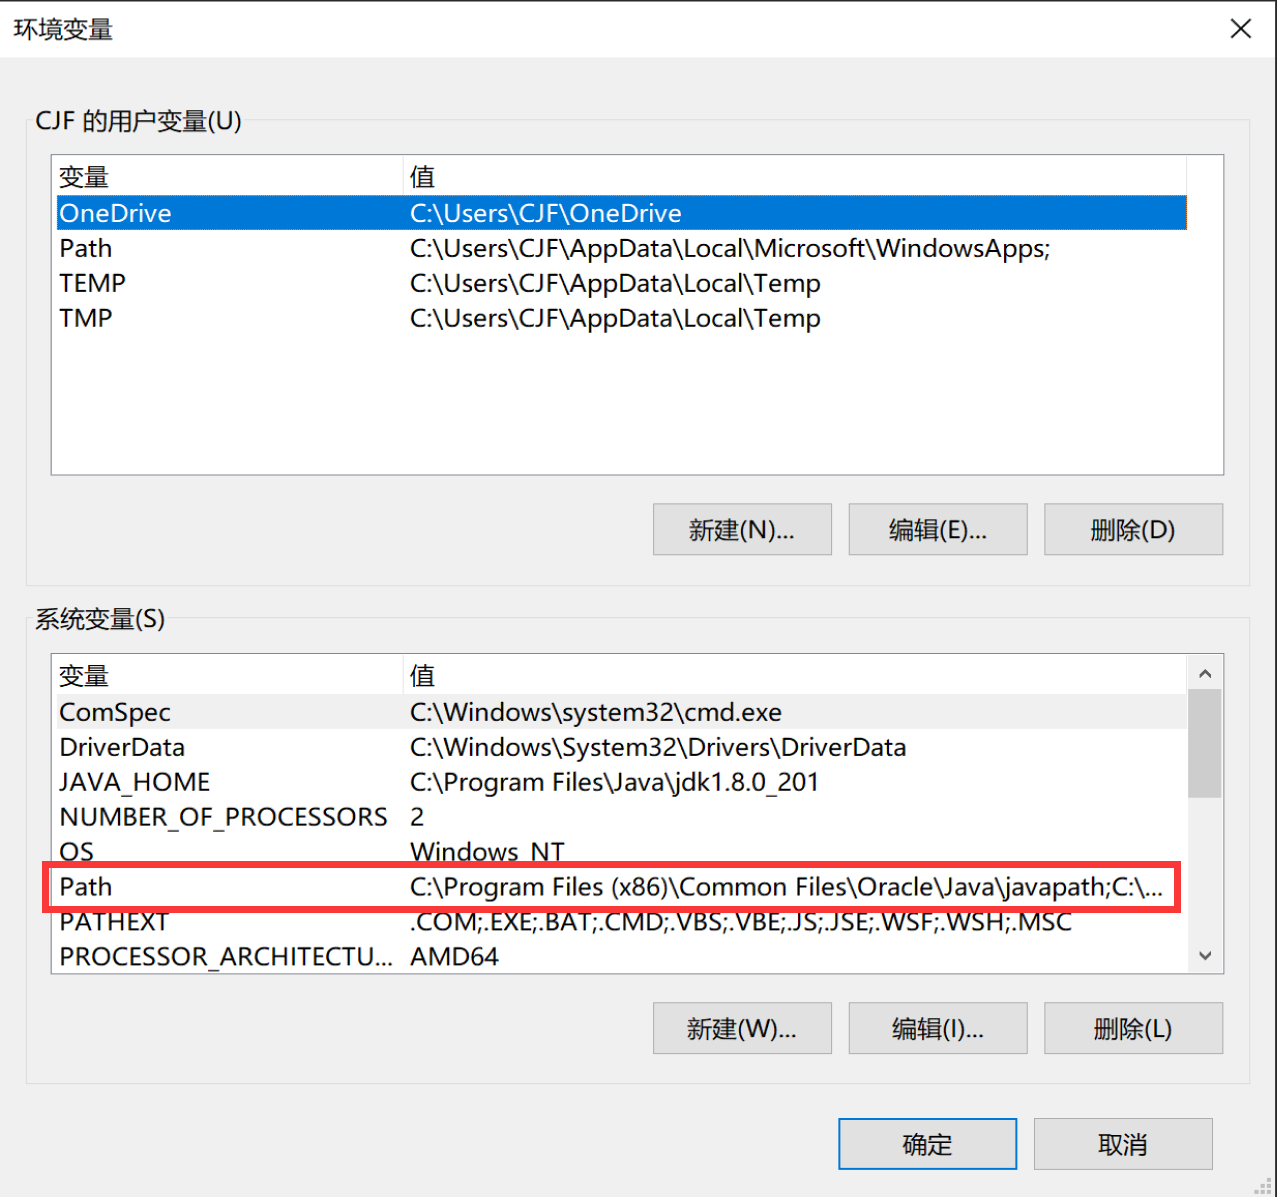 环境变量
CJF 的用户变量(U)
变量 值
OneDrive C:\Users\CJF\OneDrive
Path C:\Users\CJF\AppData\Local\Microsoft\WindowsApps;
TEMP C:\Users\CJF\AppData\Local\Temp
TMP C:\Users\CJF\AppData\Local\Temp
新建(N)... 编辑(E)... 删除(D)
系统变量(S)
变量 值
ComSpec C:\Windows\system32\cmd.exe
DriverData C:\Windows\System32\Drivers\DriverData
JAVA_HOME C:\Program Files\Java\jdk1.8.0_201
NUMBER_OF_PROCESSORS 2
OS Windows_NT
Path C:\Program Files (x86)\Common Files\Oracle\Java\javapath;C:\...
PATHEXT .COM;.EXE;.BAT;.CMD;.VBS;.VBE;.JS;.JSE;.WSF;.WSH;.MSC
PROCESSOR_ARCHITECTU... AMD64
新建(W)... 编辑(I)... 删除(L)
确定 取消